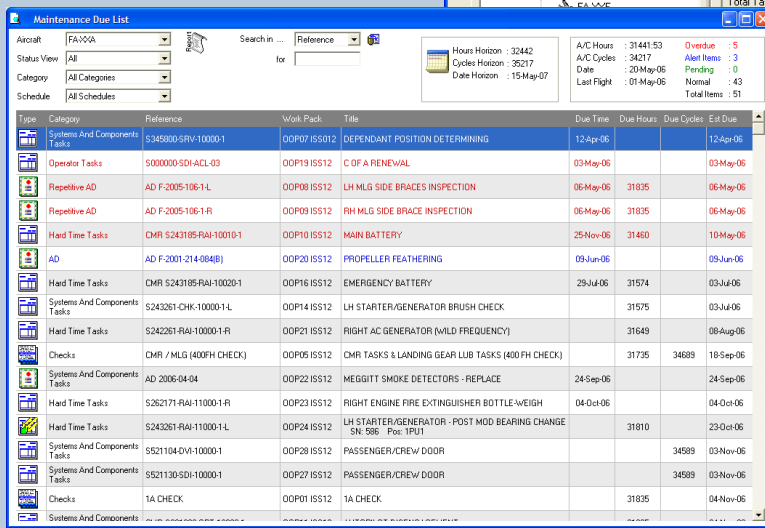 Total Ta
FA-XXE
Maintenance Due List
Aircraft FA-XXA Report Search in ... Reference
Status View All for
Category All Categories
Schedule All Schedules
Hours Horizon : 32442
Cycles Horizon : 35217
Date Horizon : 15-May-07
A/C Hours : 31441:53 Overdue : 5
A/C Cycles : 34217 Alert Items : 3
Date : 20-May-06 Pending : 0
Last Flight : 01-May-06 Normal : 43
Total Items : 51
Type Category Reference Work Pack Title Due Time Due Hours Due Cycles Est Due
Systems And Components Tasks S345800-SRV-10000-1 OOP07 ISS012 DEPENDANT POSITION DETERMINING 12-Apr-06 12-Apr-06
Operator Tasks S000000-SDI-ACL-03 OOP19 ISS12 C OF A RENEWAL 03-May-06 03-May-06
Repetitive AD AD F-2005-106-1-L OOP08 ISS12 LH MLG SIDE BRACES INSPECTION 06-May-06 31835 06-May-06
Repetitive AD AD F-2005-106-1-R OOP09 ISS12 RH MLG SIDE BRACE INSPECTION 06-May-06 31835 06-May-06
Hard Time Tasks CMR S243185-RAI-10010-1 OOP10 ISS12 MAIN BATTERY 25-Nov-06 31460 10-May-06
AD AD F-2001-214-084(B) OOP20 ISS12 PROPELLER FEATHERING 09-Jun-06 09-Jun-06
Hard Time Tasks CMR S243185-RAI-10020-1 OOP16 ISS12 EMERGENCY BATTERY 29-Jul-06 31574 03-Jul-06
Systems And Components Tasks S243261-CHK-10000-1-L OOP14 ISS12 LH STARTER/GENERATOR BRUSH CHECK 31575 03-Jul-06
Hard Time Tasks S242261-RAI-10000-1-R OOP21 ISS12 RIGHT AC GENERATOR (WILD FREQUENCY) 31649 08-Aug-06
Checks CMR / MLG (400FH CHECK) OOP05 ISS12 CMR TASKS & LANDING GEAR LUB TASKS (400 FH CHECK) 31735 34689 18-Sep-06
Systems And Components Tasks AD 2006-04-04 OOP22 ISS12 MEGGITT SMOKE DETECTORS - REPLACE 24-Sep-06 24-Sep-06
Hard Time Tasks S262171-RAI-11000-1-R OOP23 ISS12 RIGHT ENGINE FIRE EXTINGUISHER BOTTLE-WEIGH 04-Oct-06 04-Oct-06
Hard Time Tasks S243261-RAI-11000-1-L OOP24 ISS12 LH STARTER/GENERATOR - POST MOD BEARING CHANGE
SN: 586 Pos: 1PU1 31810 23-Oct-06
Systems And Components Tasks S521104-DVI-10000-1 OOP28 ISS12 PASSENGER/CREW DOOR 34589 03-Nov-06
Systems And Components Tasks S521130-SDI-10000-1 OOP27 ISS12 PASSENGER/CREW DOOR 34589 03-Nov-06
Checks 1A CHECK OOP01 ISS12 1A CHECK 31835 04-Nov-06
Systems And Components